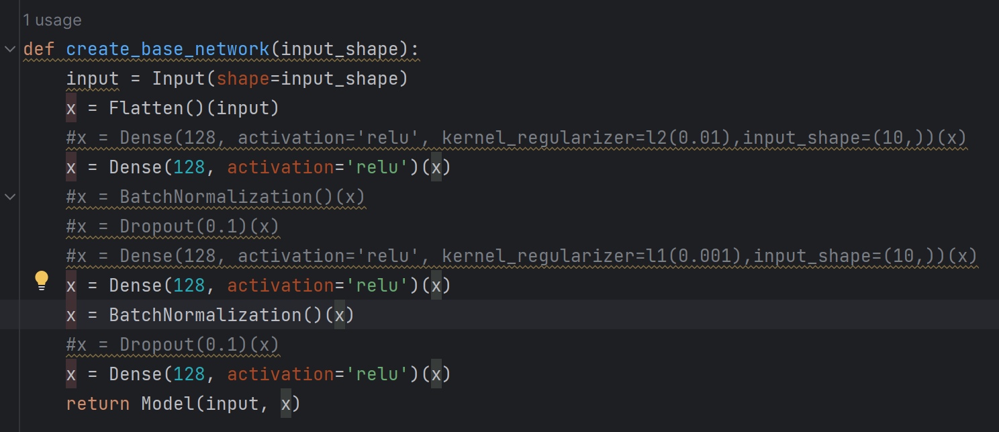 1 usage
def create_base_network(input_shape):
input = Input(shape=input_shape)
x = Flatten()(input)
#x = Dense(128, activation='relu', kernel_regularizer=l2(0.01),input_shape=(10,))(x)
x = Dense(128, activation='relu')(x)
#x = BatchNormalization()(x)
#x = Dropout(0.1)(x)
#x = Dense(128, activation='relu', kernel_regularizer=l1(0.001),input_shape=(10,))(x)
x = Dense(128, activation='relu')(x)
x = BatchNormalization()(x)
#x = Dropout(0.1)(x)
x = Dense(128, activation='relu')(x)
return Model(input, x)